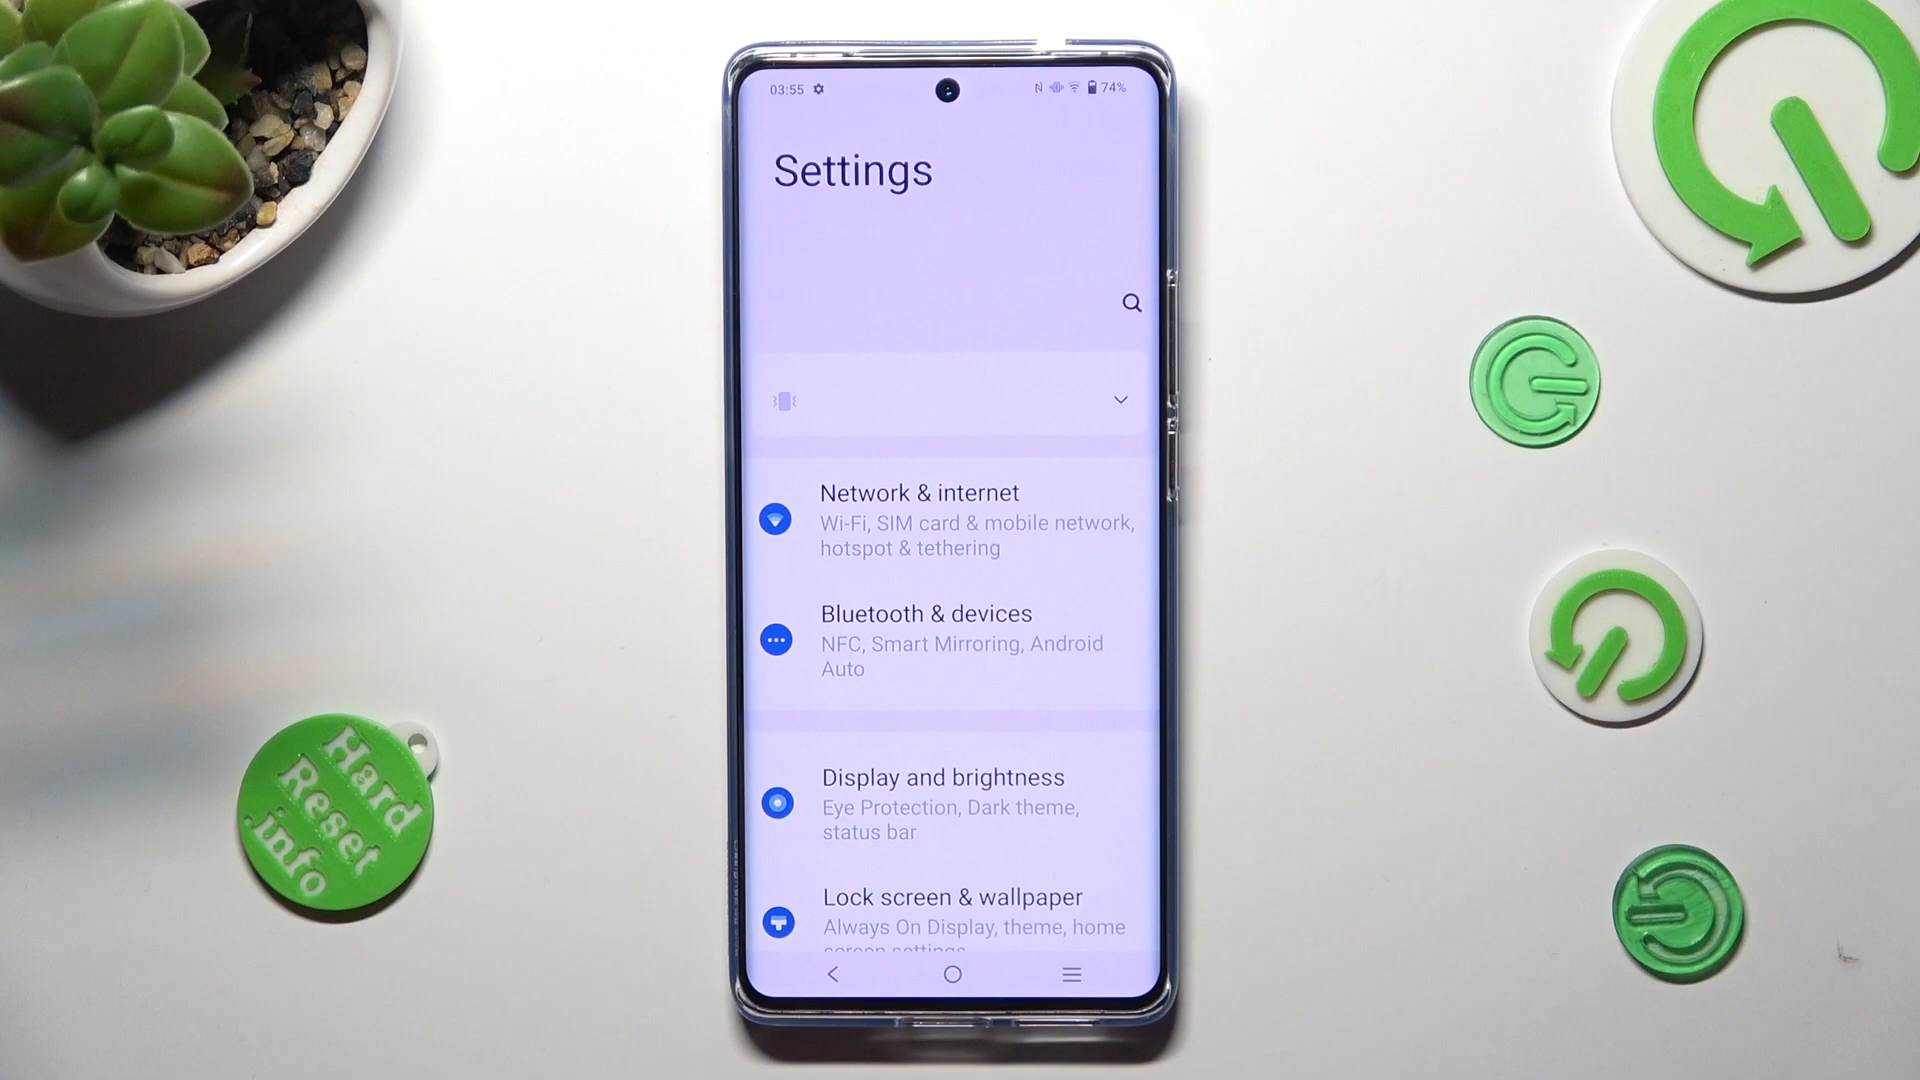 03:55
74%
Settings
Network & internet
Wi-Fi, SIM card & mobile network,
hotspot & tethering
Bluetooth & devices
NFC, Smart Mirroring, Android
Auto
Display and brightness
Eye Protection, Dark theme,
status bar
Lock screen & wallpaper
Always On Display, theme, home
screen settings
Hard
Reset
.info